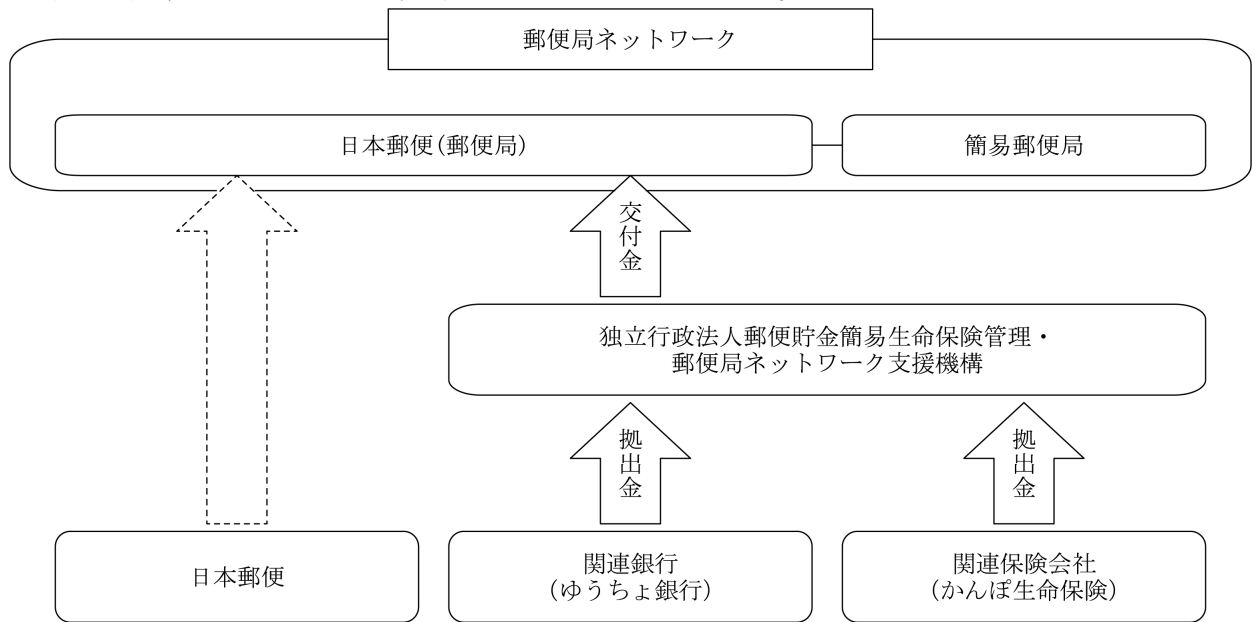 郵便局ネットワーク
日本郵便(郵便局)
簡易郵便局
交付金
独立行政法人郵便貯金簡易生命保険管理・
郵便局ネットワーク支援機構
拠出金
拠出金
日本郵便
関連銀行
(ゆうちょ銀行)
関連保険会社
(かんぽ生命保険)